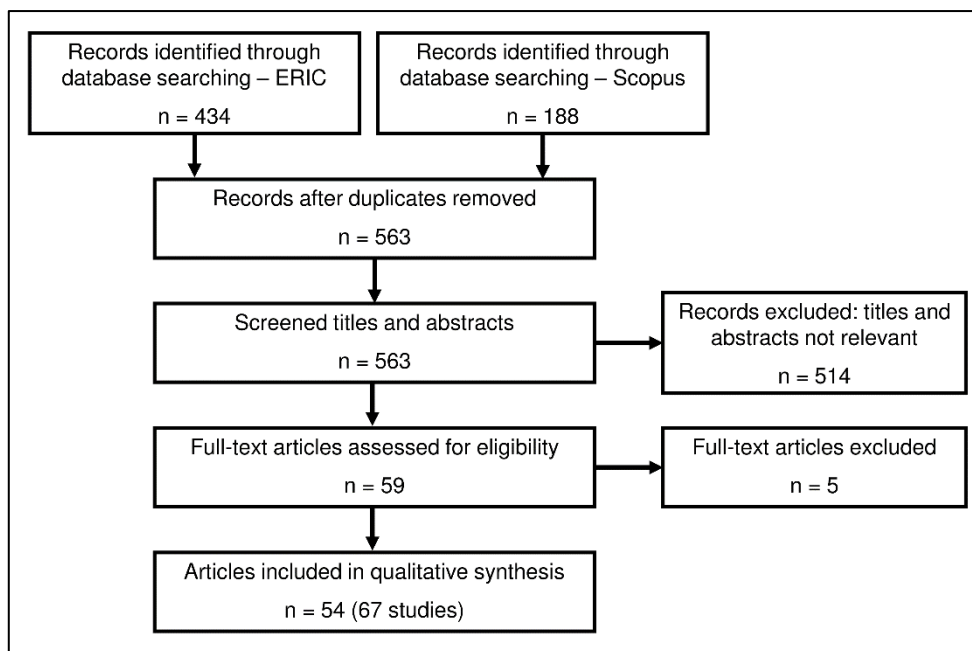 Records identified through
database searching – ERIC
n = 434
Records identified through
database searching – Scopus
n = 188
Records after duplicates removed
n = 563
Screened titles and abstracts
n = 563
Records excluded: titles and
abstracts not relevant
n = 514
Full-text articles assessed for eligibility
n = 59
Full-text articles excluded
n = 5
Articles included in qualitative synthesis
n = 54 (67 studies)